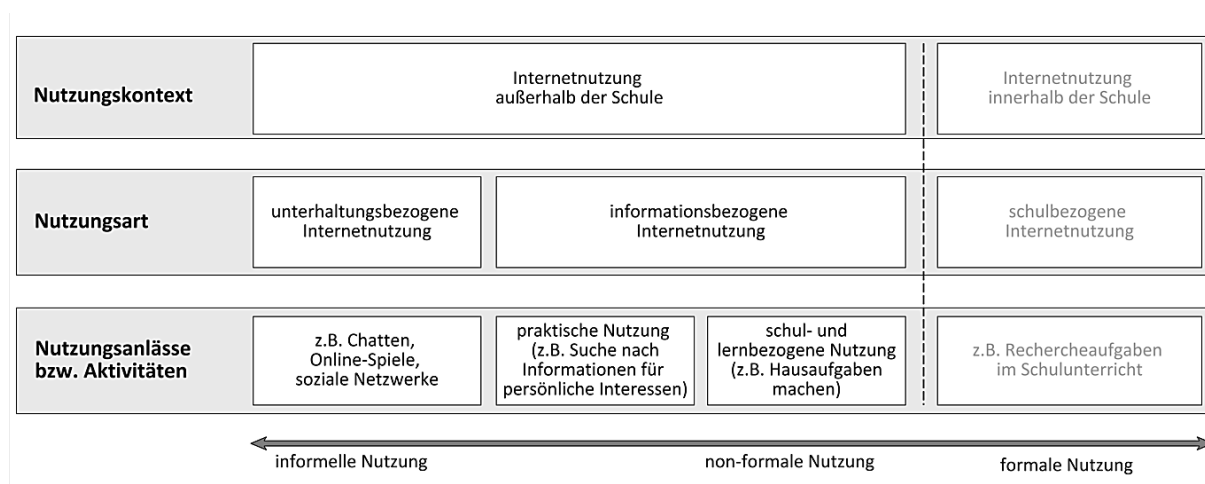 Nutzungskontext
Internetnutzung
außerhalb der Schule
Internetnutzung
innerhalb der Schule
Nutzungsart
unterhaltungsbezogene
Internetnutzung
informationsbezogene
Internetnutzung
schulbezogene
Internetnutzung
Nutzungsanlässe
bzw. Aktivitäten
z.B. Chatten,
Online-Spiele,
soziale Netzwerke
praktische Nutzung
(z.B. Suche nach
Informationen für
persönliche Interessen)
schul- und
lernbezogene Nutzung
(z.B. Hausaufgaben
machen)
z.B. Rechercheaufgaben
im Schulunterricht
informelle Nutzung
non-formale Nutzung
formale Nutzung